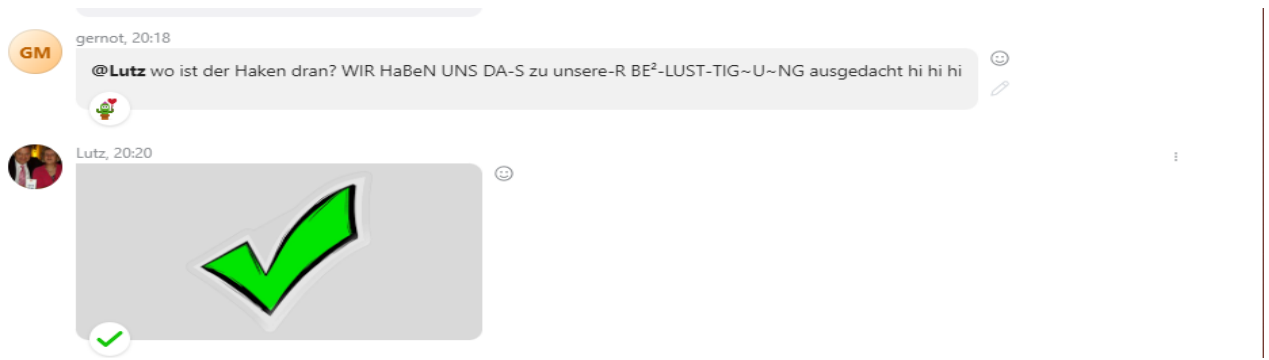 gernot, 20:18
GM
@Lutz wo ist der Haken dran? WIR HaBeN UNS DA-S zu unsere-R BE²-LUST-TIG~U~NG ausgedacht hi hi hi
Lutz, 20:20